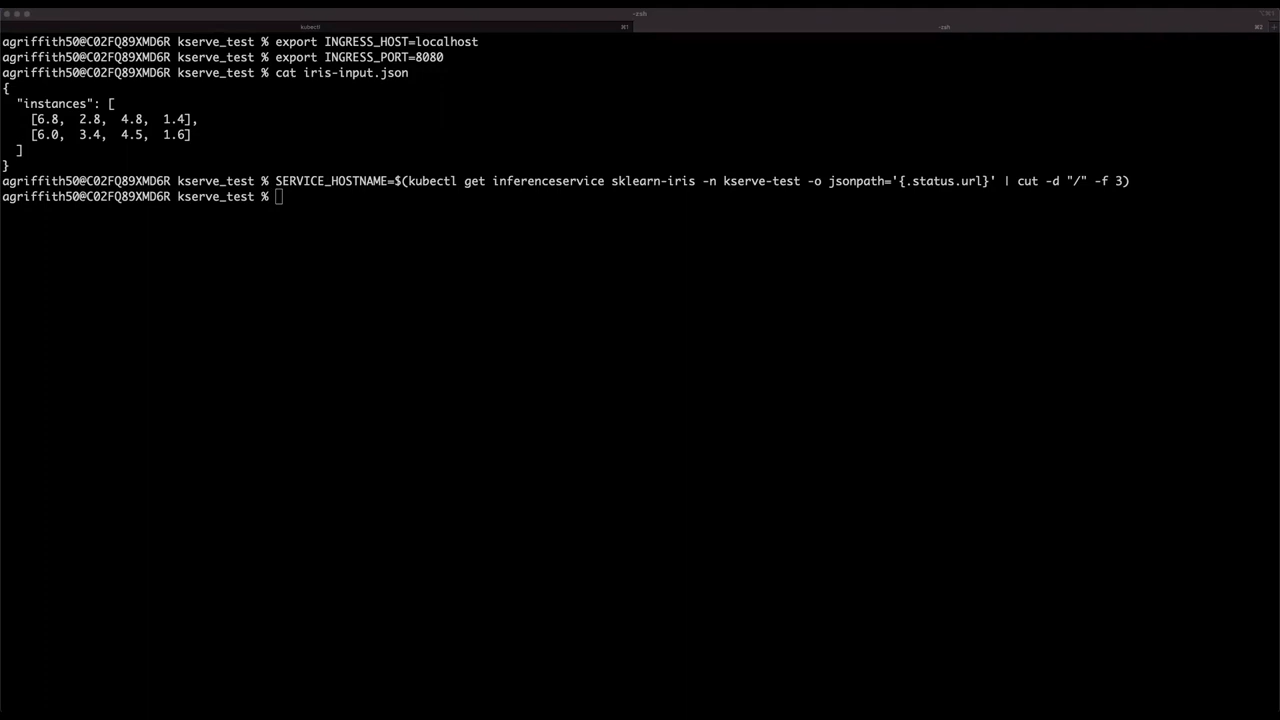 -zsh
kubectl
⌘1
-zsh
⌘2
agriffith50@C02FQ89XMD6R kserve_test % export INGRESS_HOST=localhost
agriffith50@C02FQ89XMD6R kserve_test % export INGRESS_PORT=8080
agriffith50@C02FQ89XMD6R kserve_test % cat iris-input.json
{
  "instances": [
    [6.8,  2.8,  4.8,  1.4],
    [6.0,  3.4,  4.5,  1.6]
  ]
}
agriffith50@C02FQ89XMD6R kserve_test % SERVICE_HOSTNAME=$(kubectl get inferenceservice sklearn-iris -n kserve-test -o jsonpath='{.status.url}' | cut -d "/" -f 3)
agriffith50@C02FQ89XMD6R kserve_test %